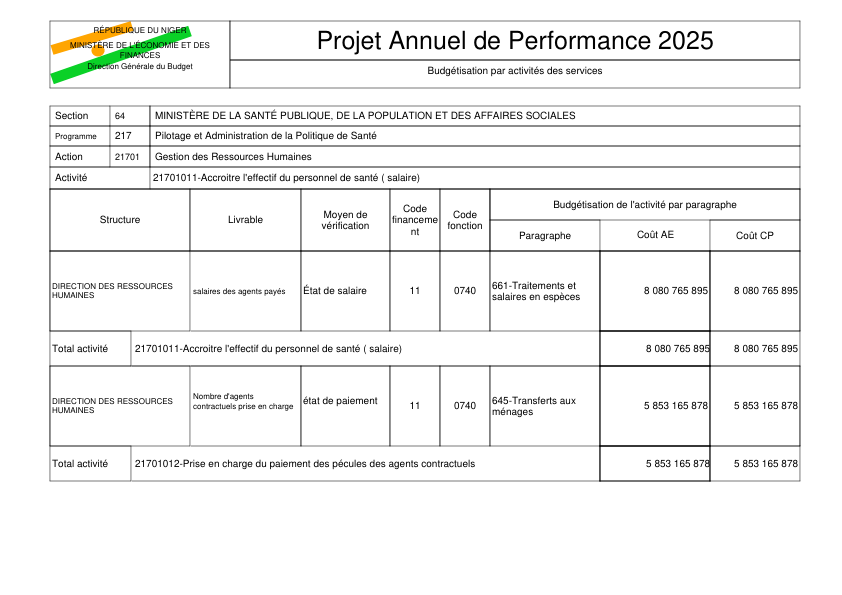 RÉPUBLIQUE DU NIGER
MINISTÈRE DE L'ÉCONOMIE ET DES
FINANCES
Direction Générale du Budget
Projet Annuel de Performance 2025
Budgétisation par activités des services
Section 64 MINISTÈRE DE LA SANTÉ PUBLIQUE, DE LA POPULATION ET DES AFFAIRES SOCIALES
Programme 217 Pilotage et Administration de la Politique de Santé
Action 21701 Gestion des Ressources Humaines
Activité 21701011-Accroitre l'effectif du personnel de santé ( salaire)
Structure
Livrable
Moyen de
vérification
Code
financeme
nt
Code
fonction
Budgétisation de l'activité par paragraphe
Paragraphe
Coût AE
Coût CP
DIRECTION DES RESSOURCES
HUMAINES
salaires des agents payés
État de salaire
11
0740
661-Traitements et
salaires en espèces
8 080 765 895
8 080 765 895
Total activité 21701011-Accroitre l'effectif du personnel de santé ( salaire) 8 080 765 895 8 080 765 895
DIRECTION DES RESSOURCES
HUMAINES
Nombre d'agents
contractuels prise en charge
état de paiement
11
0740
645-Transferts aux
ménages
5 853 165 878
5 853 165 878
Total activité 21701012-Prise en charge du paiement des pécules des agents contractuels 5 853 165 878 5 853 165 878